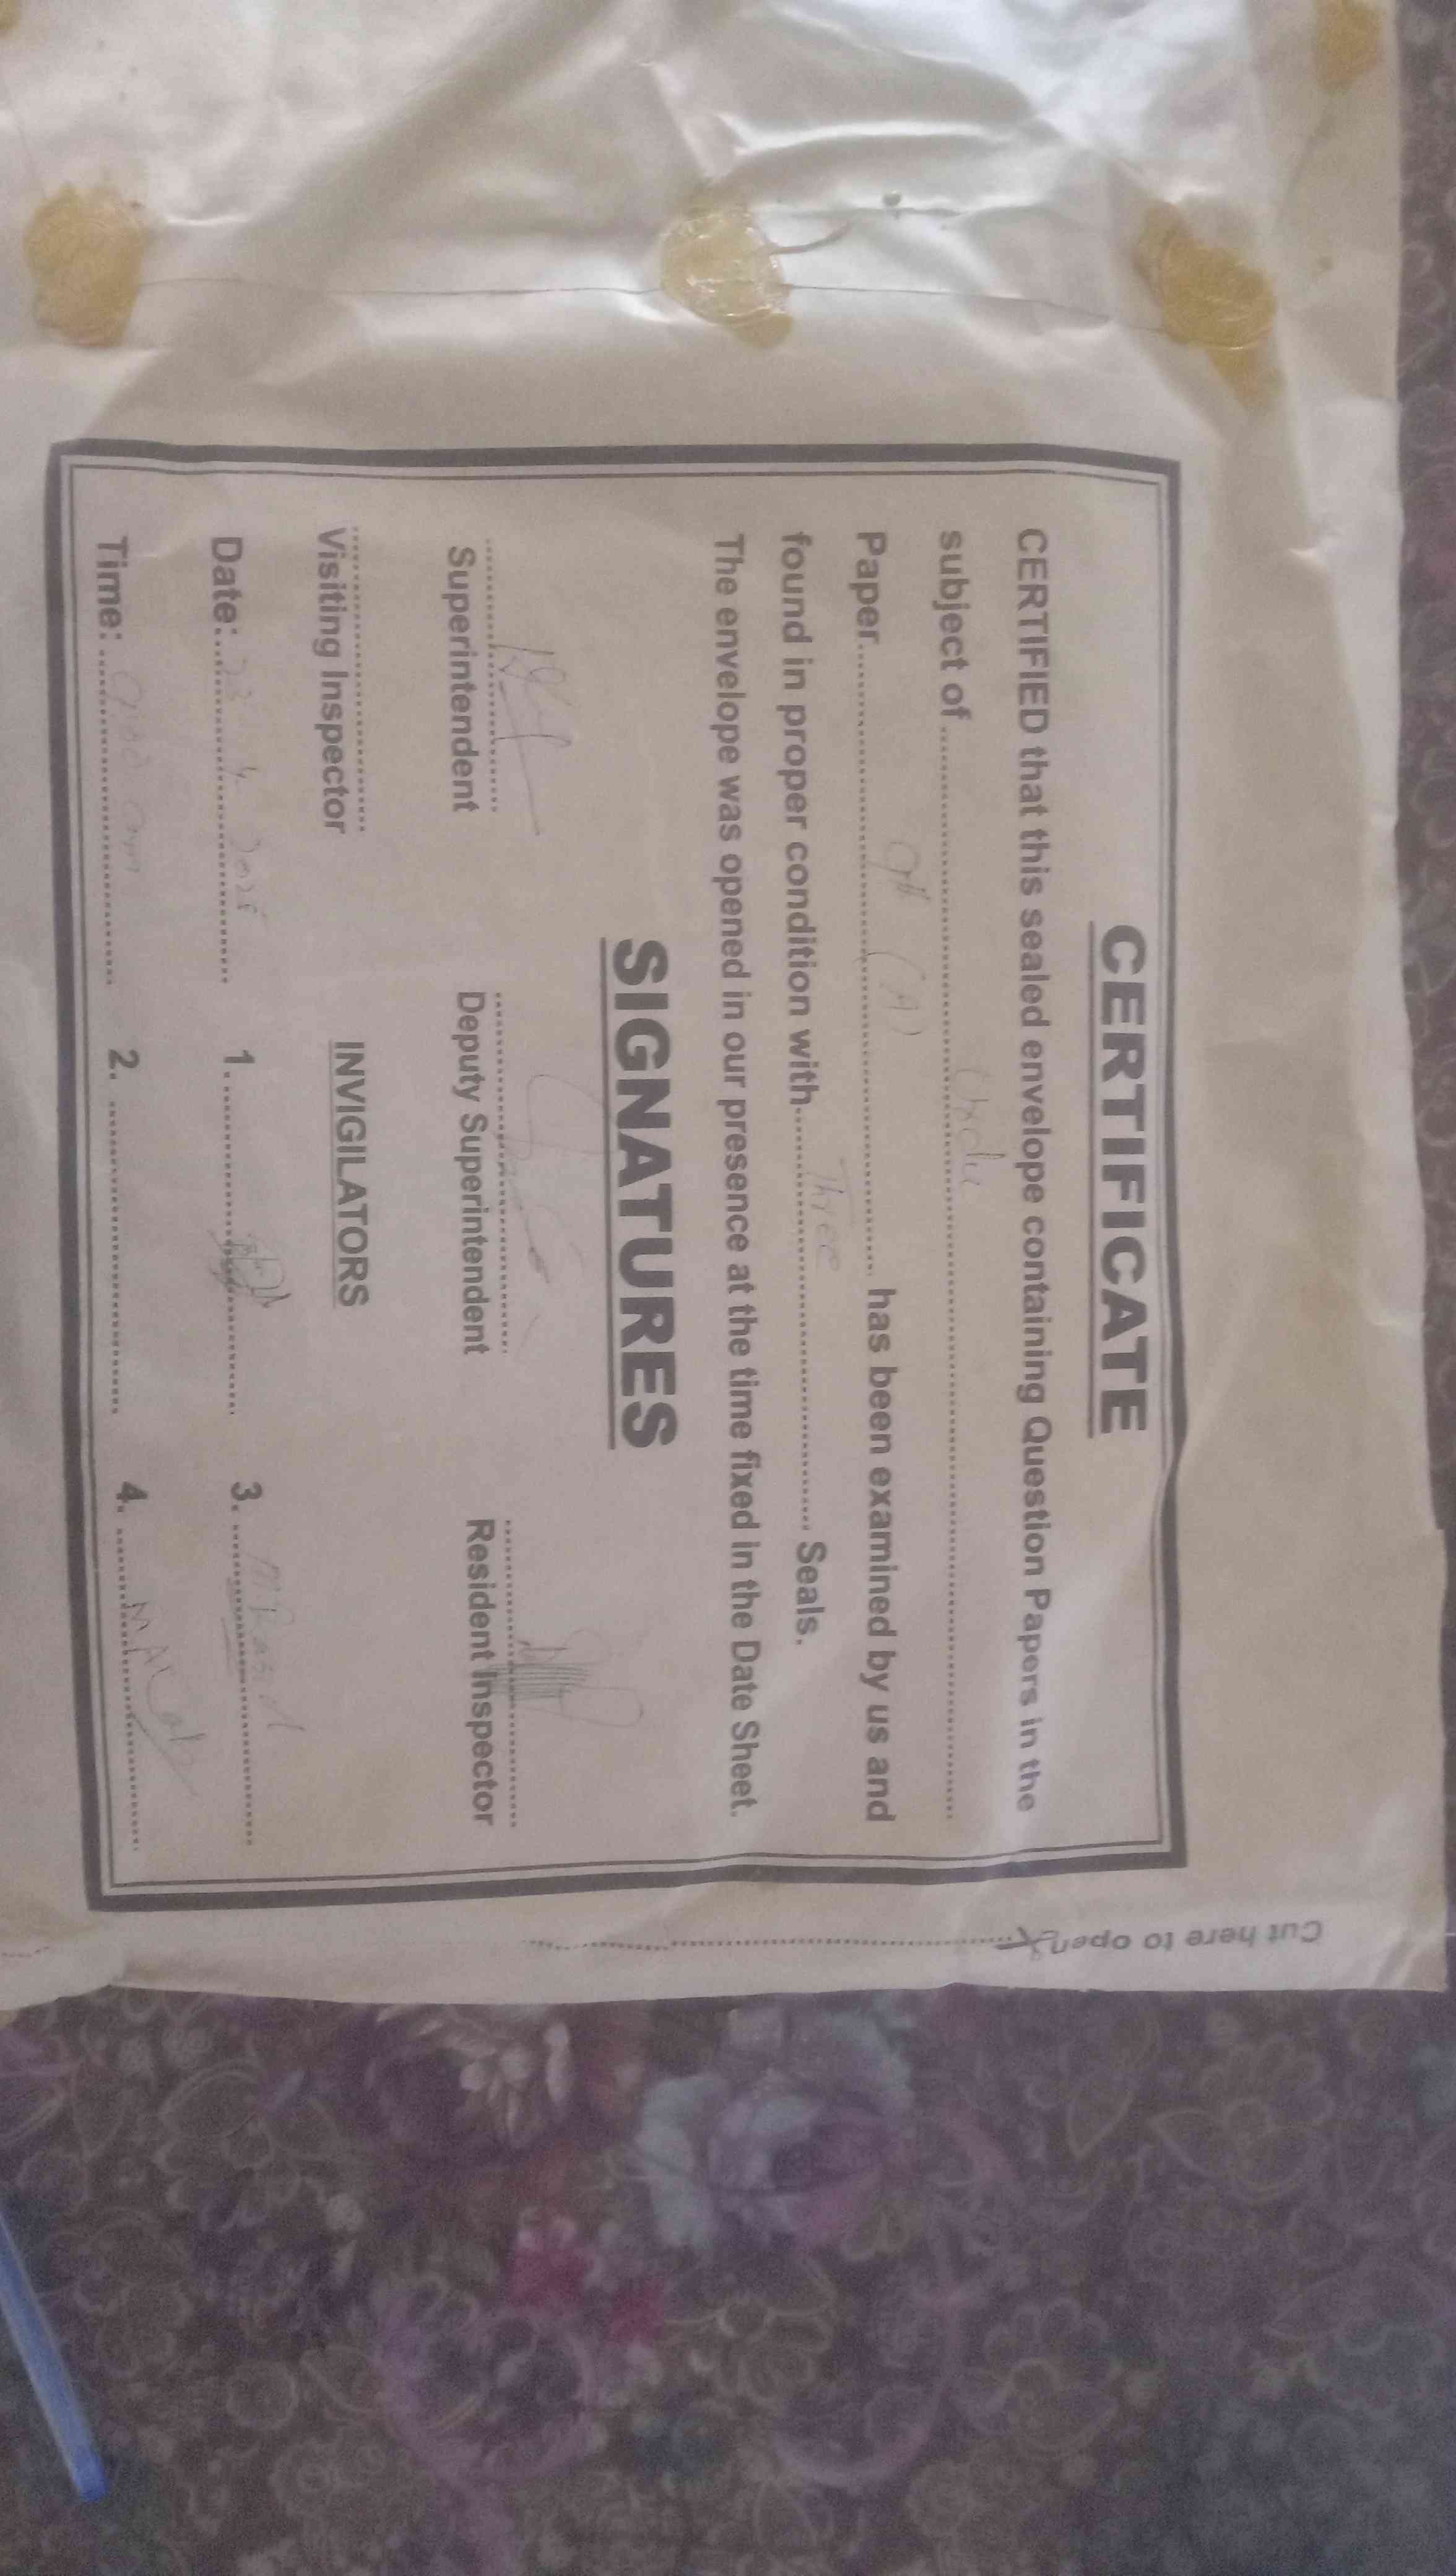 CERTIFICATE
CERTIFIED that this sealed envelope containing Question Papers in the
subject of ........ Urdu ........
Paper ........ 9th (A) ........ has been examined by us and
found in proper condition with ........ Three ........ Seals.
The envelope was opened in our presence at the time fixed in the Date Sheet.
SIGNATURES
Superintendent Deputy Superintendent Resident Inspector
Visiting Inspector INVIGILATORS
Date: 1. 3.
Time: 2. 4.
Cut here to open